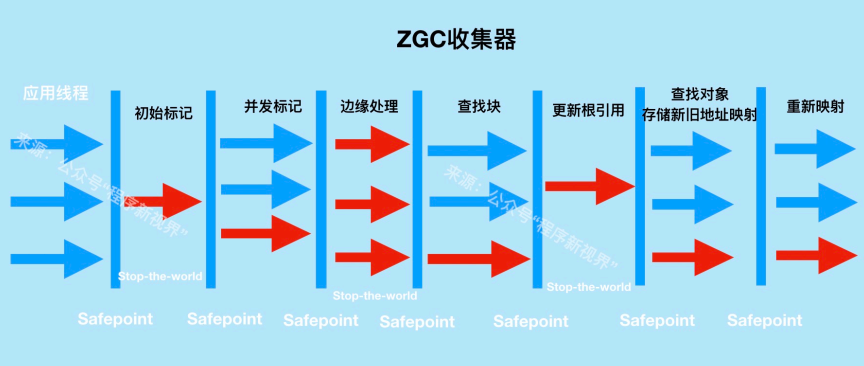 ZGC收集器
应用线程
初始标记
并发标记
边缘处理
查找块
更新根引用
查找对象
存储新旧地址映射
重新映射
来源：公众号“程序新视界”
来源：公众号“程序新视界”
Stop-the-world
Stop-the-world
Stop-the-world
Safepoint
Safepoint
Safepoint
Safepoint
Safepoint
Safepoint
Safepoint